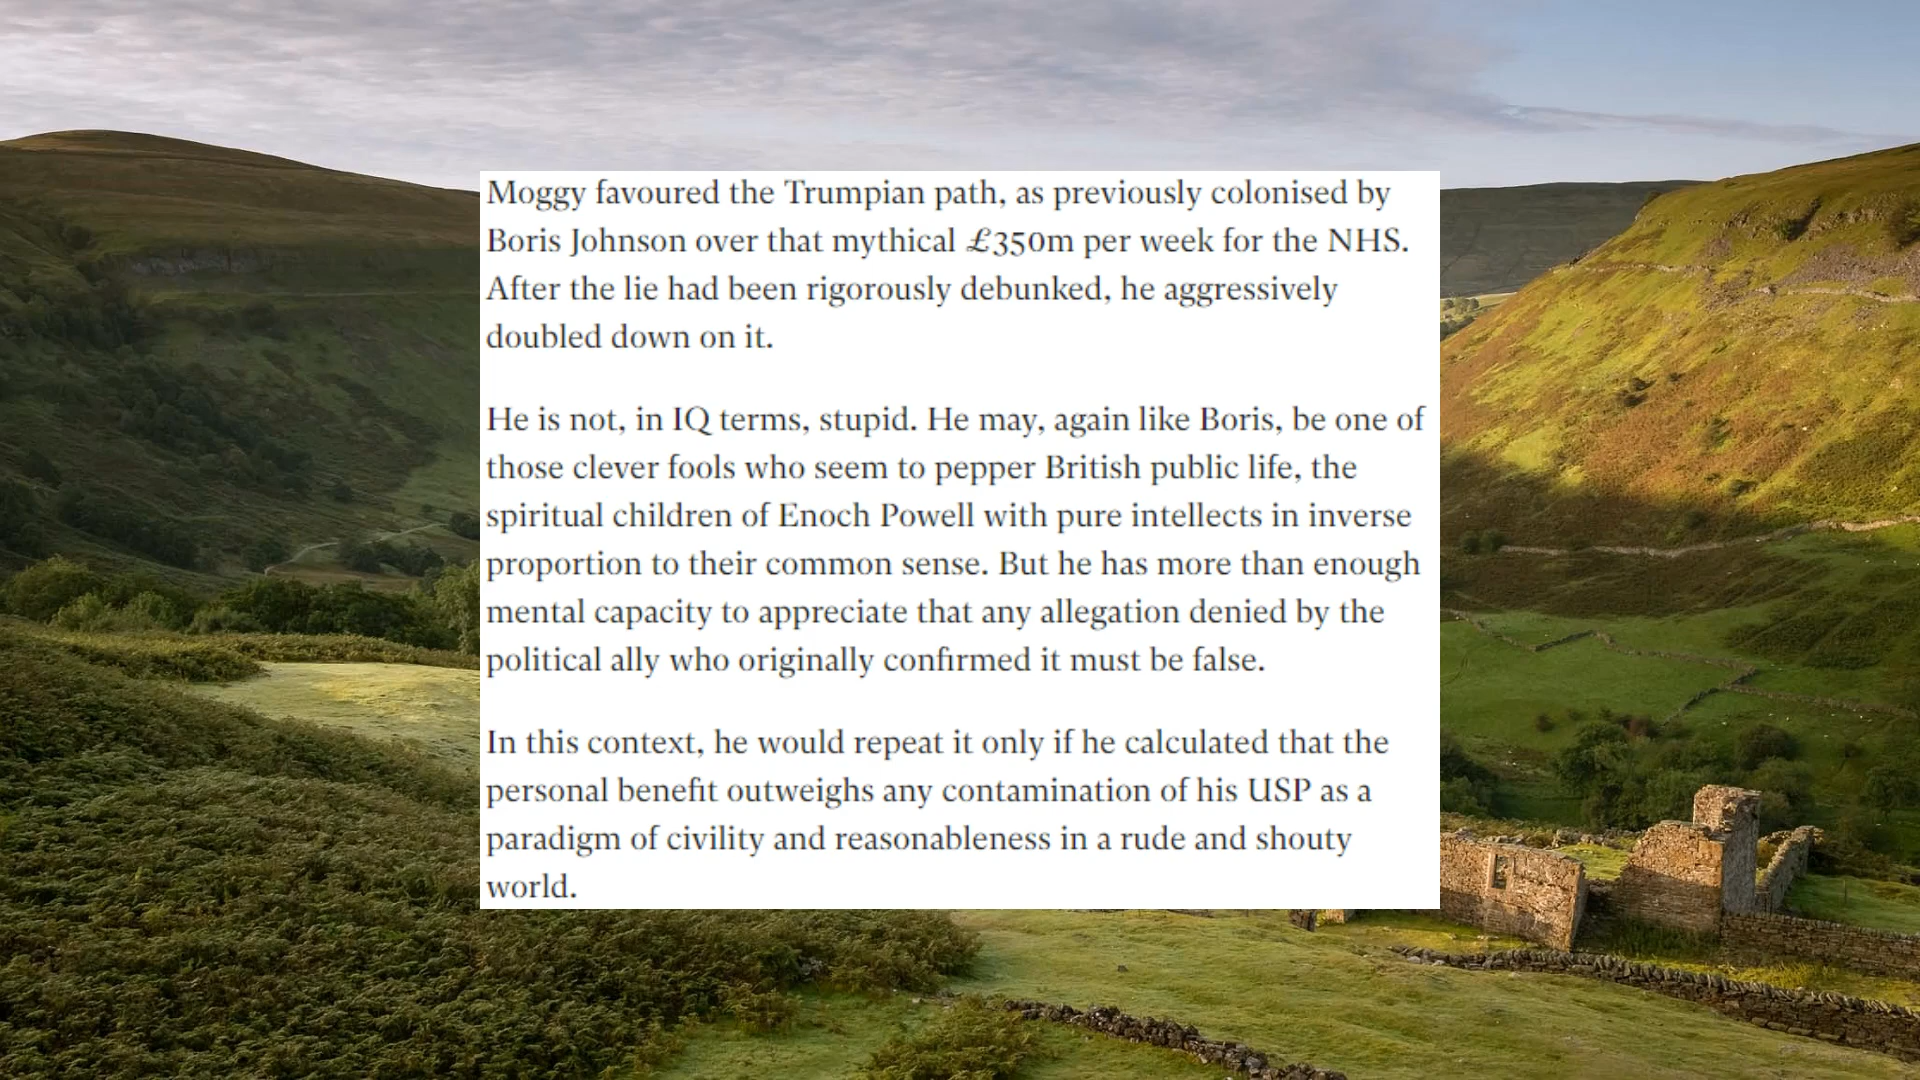 Moggy favoured the Trumpian path, as previously colonised by
Boris Johnson over that mythical £350m per week for the NHS.
After the lie had been rigorously debunked, he aggressively
doubled down on it.
He is not, in IQ terms, stupid. He may, again like Boris, be one of
those clever fools who seem to pepper British public life, the
spiritual children of Enoch Powell with pure intellects in inverse
proportion to their common sense. But he has more than enough
mental capacity to appreciate that any allegation denied by the
political ally who originally confirmed it must be false.
In this context, he would repeat it only if he calculated that the
personal benefit outweighs any contamination of his USP as a
paradigm of civility and reasonableness in a rude and shouty
world.